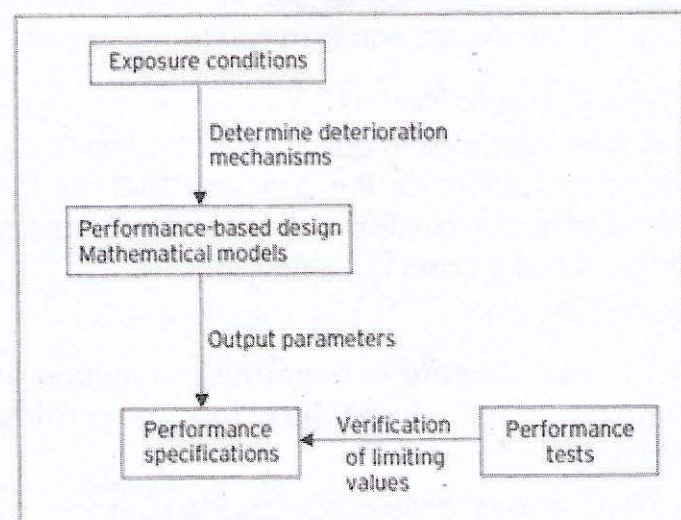 Exposure conditions
Determine deterioration
mechanisms
Performance-based design
Mathematical models
Output parameters
Performance
specifications
Verification
of limiting
values
Performance
tests